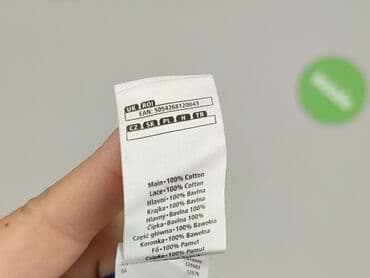 UK ROI
EAN: 5054268120043
CZ SK PL H TR
Main•100% Cotton
Lace•100% Cotton
Hlavní•100% Bavlna
Krajka•100% Bavlna
Hlavný•Bavlna 100%
Čipka•Bavlna 100%
Część główna•100% Bawełna
Koronka•100% Bawełna
Fő•100% Pamut
Csipke•100% Pamut